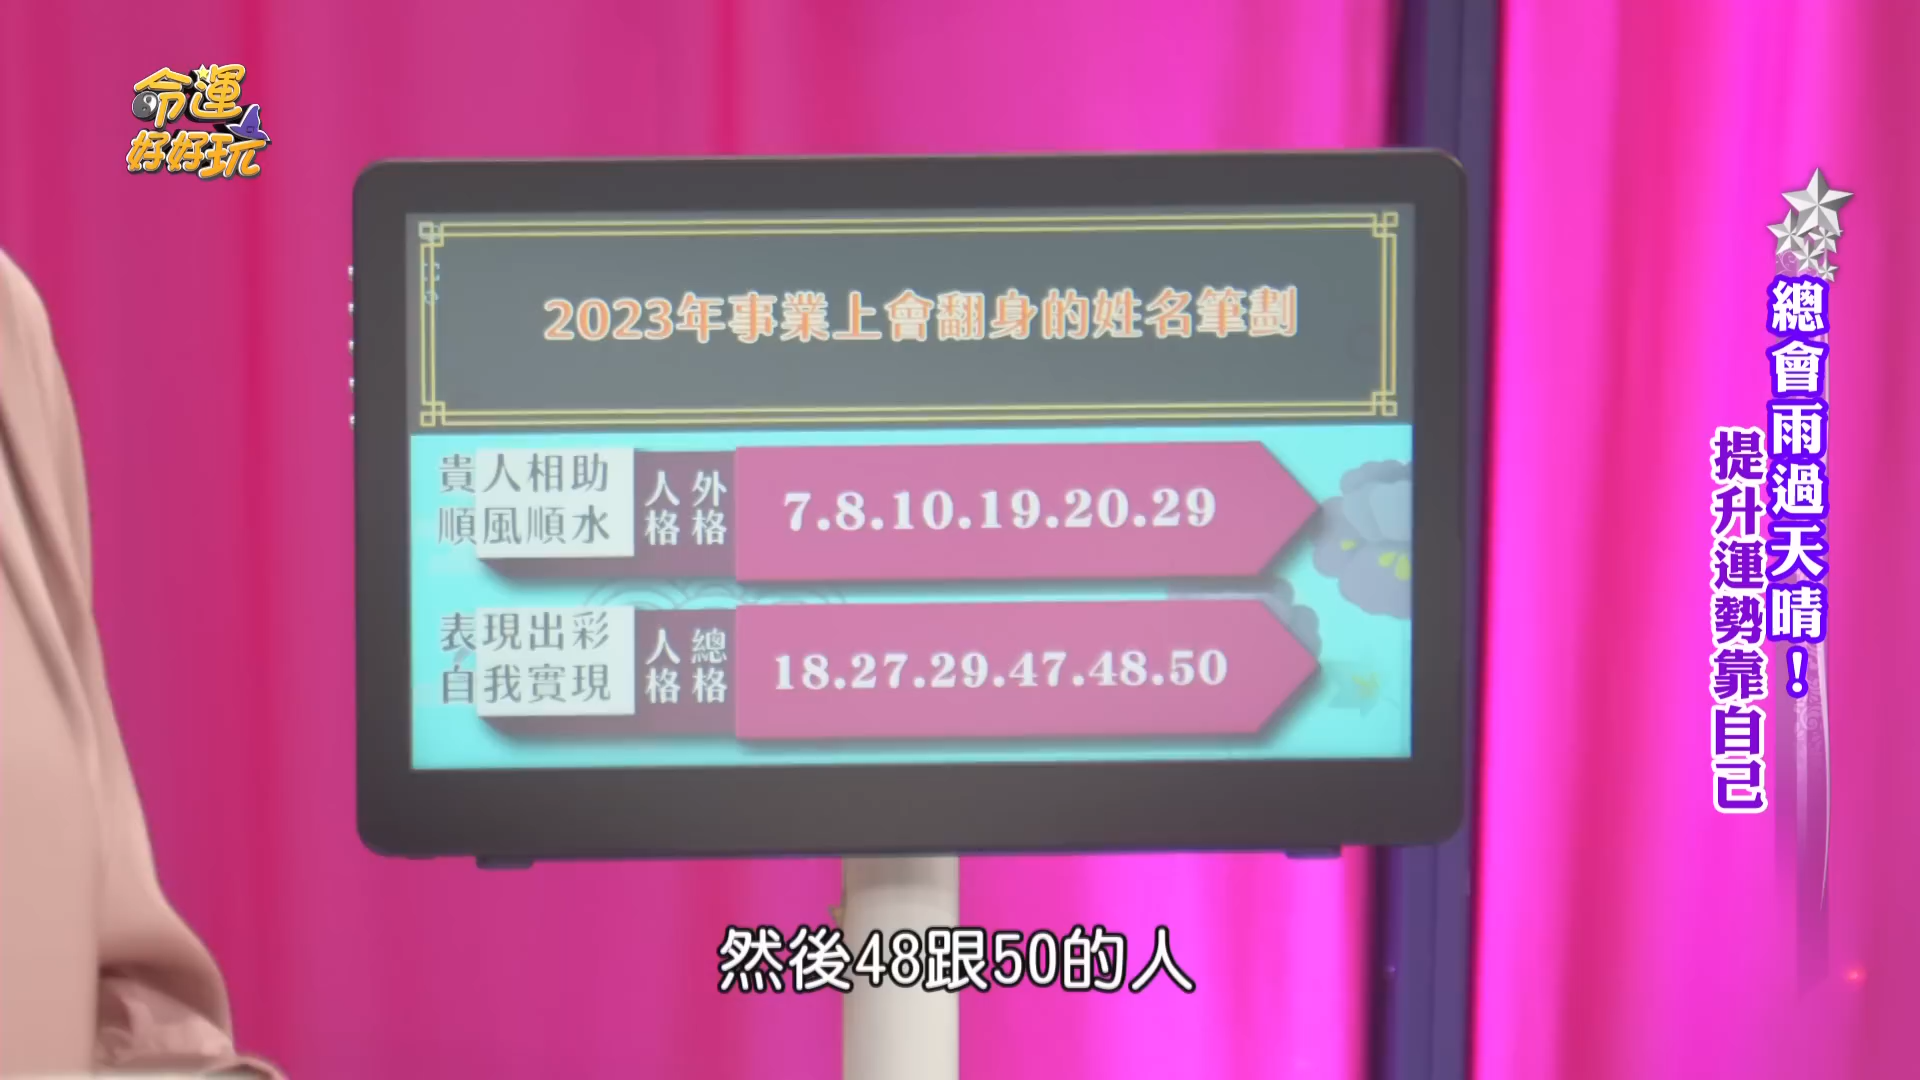 命運
好好玩
2023年事業上會翻身的姓名筆劃
貴人相助
順風順水
人格
外格
7.8.10.19.20.29
表現出彩
自我實現
人格
總格
18.27.29.47.48.50
總會雨過天晴！
提升運勢靠自己
然後48跟50的人